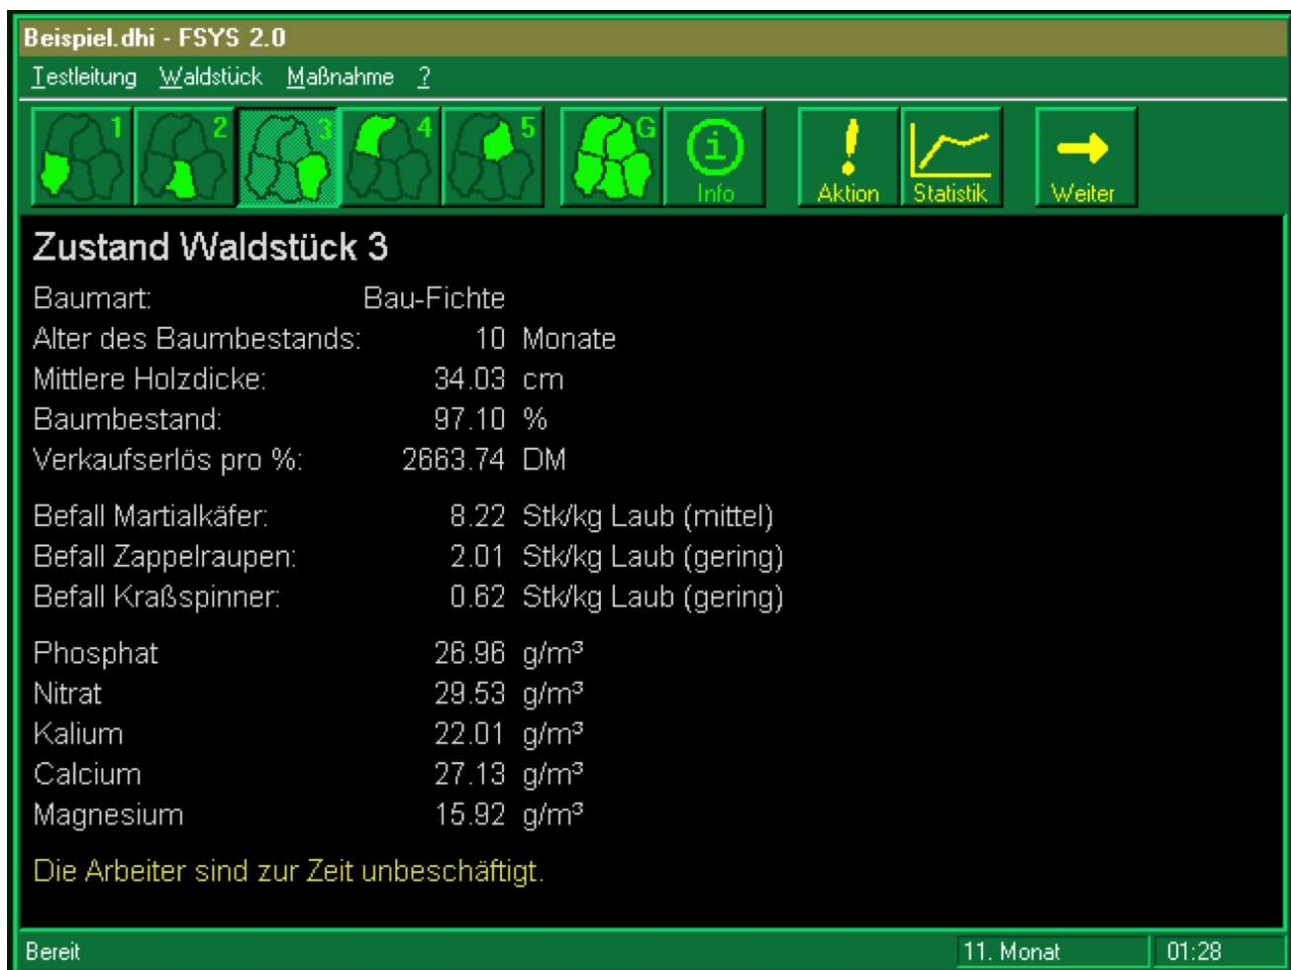 Beispiel.dhi - FSYS 2.0
Testleitung Waldstück Maßnahme ?
1 2 3 4 5 G i Info ! Aktion Statistik Weiter
Zustand Waldstück 3
Baumart: Bau-Fichte
Alter des Baumbestands: 10 Monate
Mittlere Holzdicke: 34.03 cm
Baumbestand: 97.10 %
Verkaufserlös pro %: 2663.74 DM
Befall Martialkäfer: 8.22 Stk/kg Laub (mittel)
Befall Zappelraupen: 2.01 Stk/kg Laub (gering)
Befall Kraßspinner: 0.62 Stk/kg Laub (gering)
Phosphat 26.96 g/m³
Nitrat 29.53 g/m³
Kalium 22.01 g/m³
Calcium 27.13 g/m³
Magnesium 15.92 g/m³
Die Arbeiter sind zur Zeit unbeschäftigt.
Bereit 11. Monat 01:28